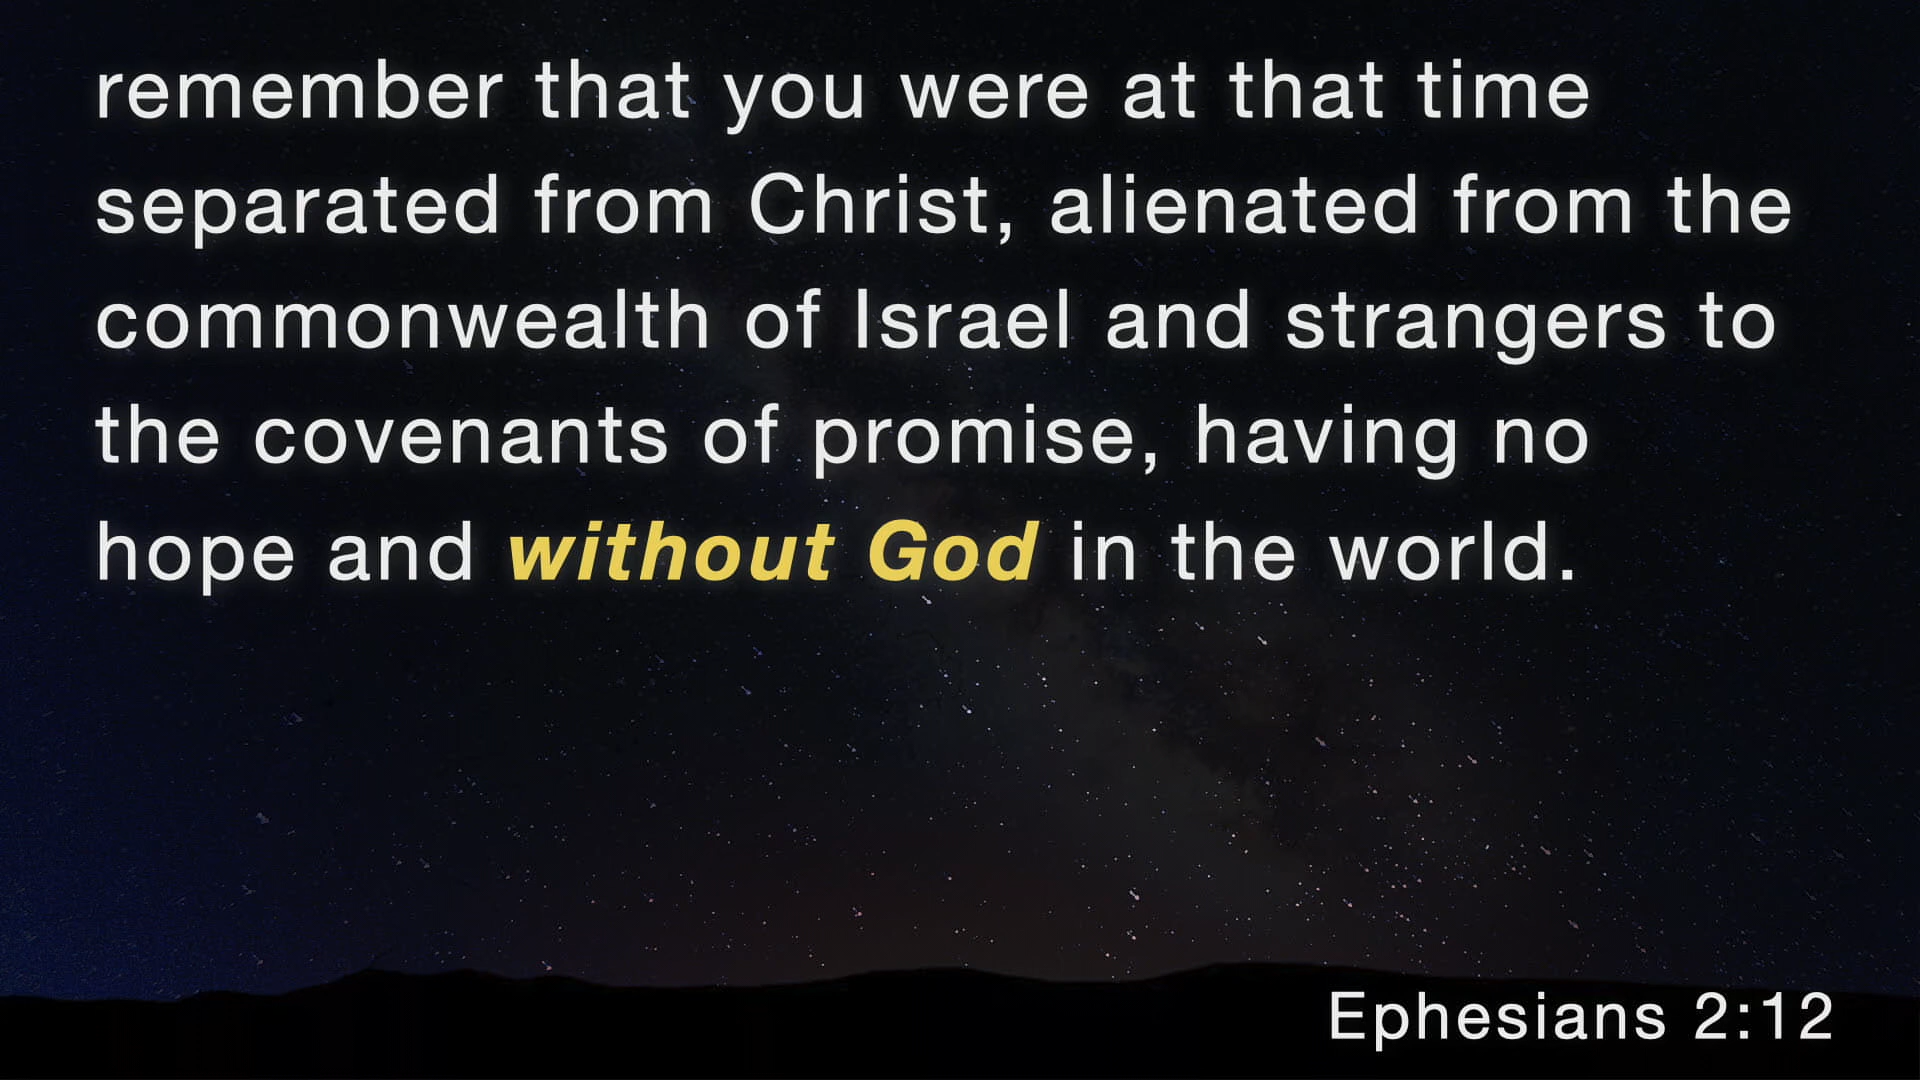 remember that you were at that time
separated from Christ, alienated from the
commonwealth of Israel and strangers to
the covenants of promise, having no
hope and without God in the world.
Ephesians 2:12